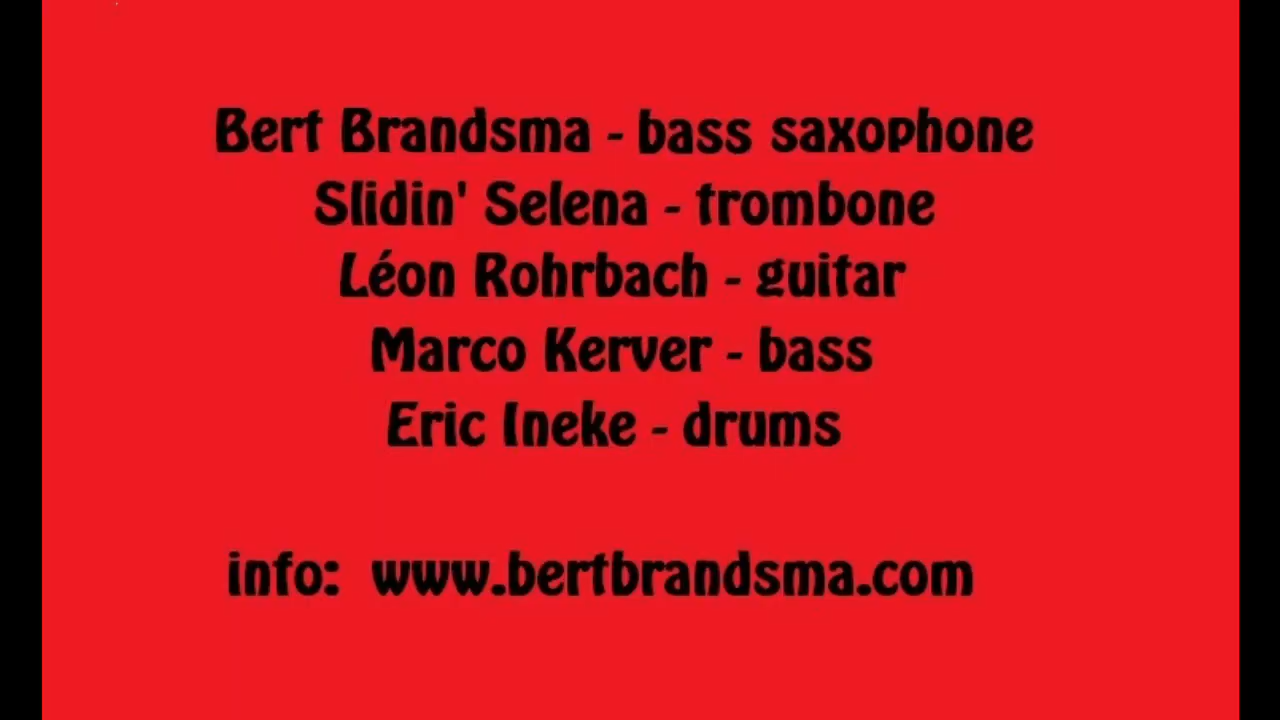 Bert Brandsma - bass saxophone
Slidin' Selena - trombone
Léon Rohrbach - guitar
Marco Kerver - bass
Eric Ineke - drums
info: www.bertbrandsma.com